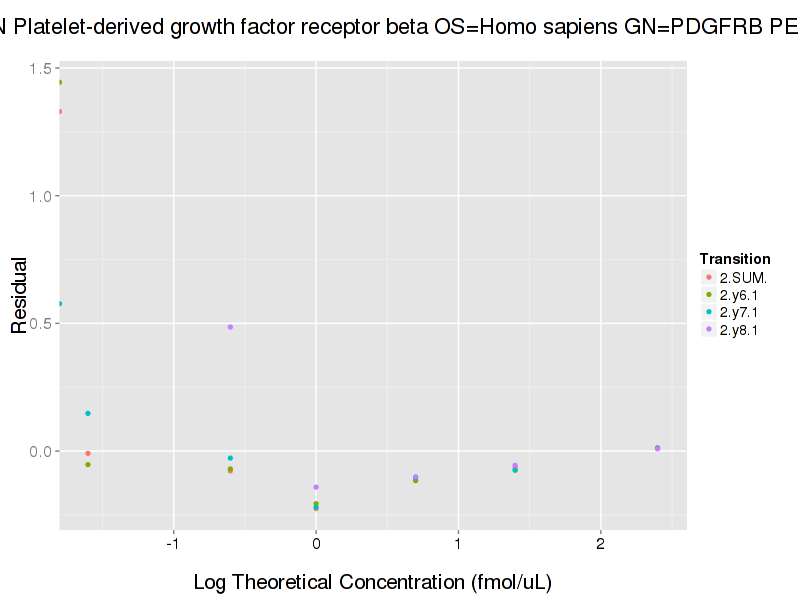 Platelet-derived growth factor receptor beta OS=Homo sapiens GN=PDGFRB PE
1.5
1.0
0.5
0.0
Residual
-1 0 1 2
Log Theoretical Concentration (fmol/uL)
Transition
2.SUM.
2.y6.1
2.y7.1
2.y8.1